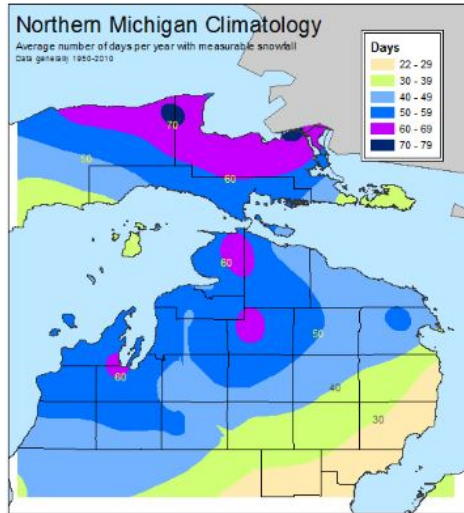 Northern Michigan Climatology
Average number of days per year with measurable snowfall
Data generally 1950-2010
Days
22 - 29
30 - 39
40 - 49
50 - 59
60 - 69
70 - 79
70
50
60
60
50
60
40
30